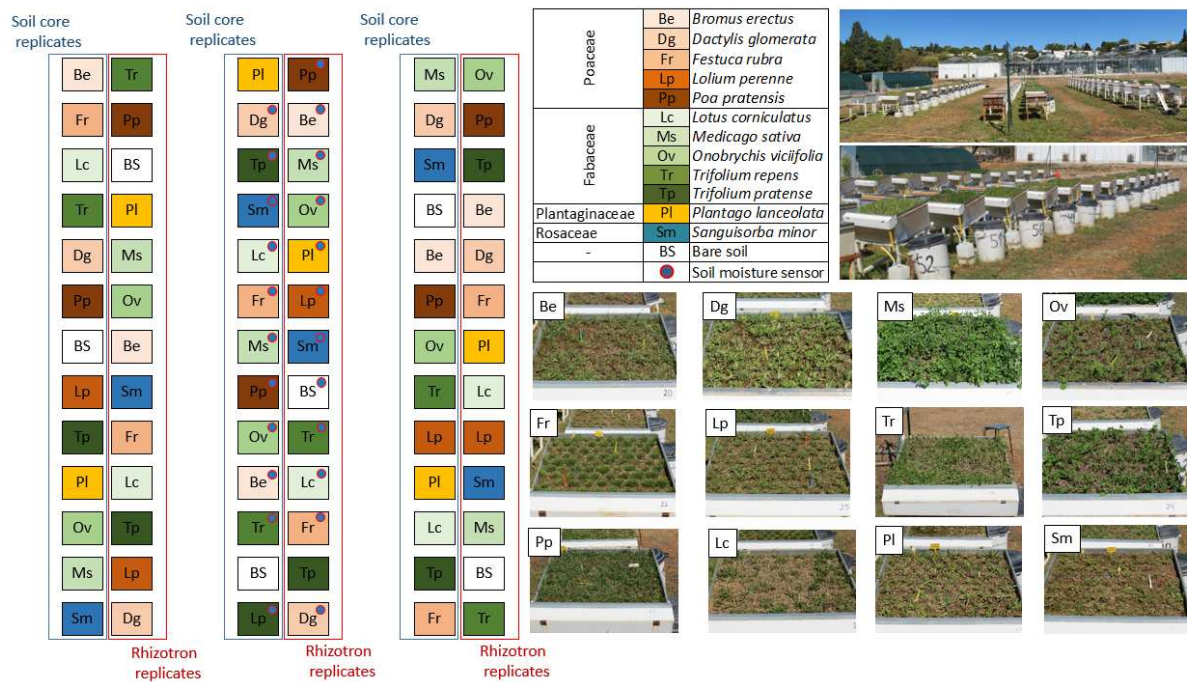 Soil core
replicates
Be Tr
Fr Pp
Lc BS
Tr Pl
Dg Ms
Pp Ov
BS Be
Lp Sm
Tp Fr
Pl Lc
Ov Tp
Ms Lp
Sm Dg
Rhizotron
replicates
Soil core
replicates
Pl Pp
Dg Be
Tp Ms
Sm Ov
Lc Pl
Fr Lp
Ms Sm
Pp BS
Ov Tr
Be Lc
Tr Fr
BS Tp
Lp Dg
Rhizotron
replicates
Soil core
replicates
Ms Ov
Dg Pp
Sm Tp
BS Be
Be Dg
Pp Fr
Ov Pl
Tr Lc
Lp Lp
Pl Sm
Lc Ms
Tp BS
Fr Tr
Rhizotron
replicates
Poaceae
Be Bromus erectus
Dg Dactylis glomerata
Fr Festuca rubra
Lp Lolium perenne
Pp Poa pratensis
Fabaceae
Lc Lotus corniculatus
Ms Medicago sativa
Ov Onobrychis viciifolia
Tr Trifolium repens
Tp Trifolium pratense
Plantaginaceae Pl Plantago lanceolata
Rosaceae Sm Sanguisorba minor
- BS Bare soil
Soil moisture sensor
52
51
Be
20
Dg
Ms
Ov
Fr
Lp
Tr
Tp
Pp
Lc
Pl
Sm